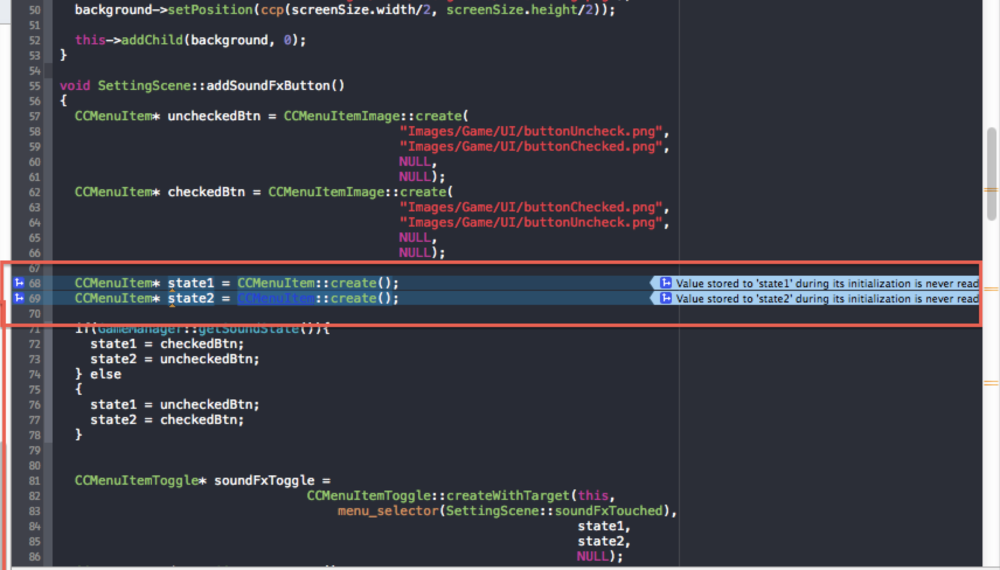 50 background->setPosition(ccp(screenSize.width/2, screenSize.height/2));
51
52 this->addChild(background, 0);
53 }
54
55 void SettingScene::addSoundFxButton()
56 {
57 CCMenuItem* uncheckedBtn = CCMenuItemImage::create(
58 "Images/Game/UI/buttonUncheck.png",
59 "Images/Game/UI/buttonChecked.png",
60 NULL,
61 NULL);
62 CCMenuItem* checkedBtn = CCMenuItemImage::create(
63 "Images/Game/UI/buttonChecked.png",
64 "Images/Game/UI/buttonUncheck.png",
65 NULL,
66 NULL);
67
68 CCMenuItem* state1 = CCMenuItem::create(); Value stored to 'state1' during its initialization is never read
69 CCMenuItem* state2 = CCMenuItem::create(); Value stored to 'state2' during its initialization is never read
70
71 if(GameManager::getSoundState()){
72 state1 = checkedBtn;
73 state2 = uncheckedBtn;
74 } else
75 {
76 state1 = uncheckedBtn;
77 state2 = checkedBtn;
78 }
79
80
81 CCMenuItemToggle* soundFxToggle =
82 CCMenuItemToggle::createWithTarget(this,
83 menu_selector(SettingScene::soundFxTouched),
84 state1,
85 state2,
86 NULL);